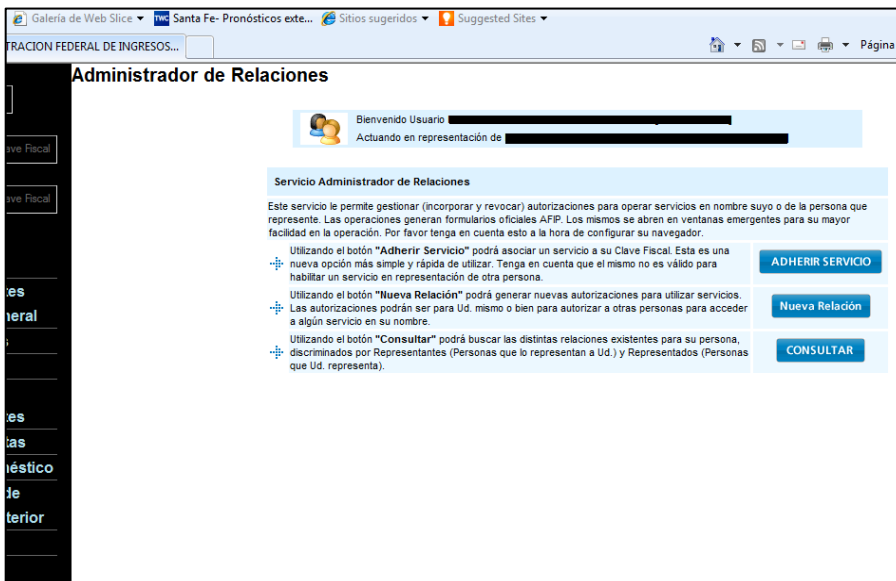 Galería de Web Slice
TWC Santa Fe- Pronósticos exte...
Sitios sugeridos
Suggested Sites
TRACION FEDERAL DE INGRESOS...
Página
Administrador de Relaciones
Bienvenido Usuario
Actuando en representación de
ave Fiscal
ave Fiscal
Servicio Administrador de Relaciones
Este servicio le permite gestionar (incorporar y revocar) autorizaciones para operar servicios en nombre suyo o de la persona que
represente. Las operaciones generan formularios oficiales AFIP. Los mismos se abren en ventanas emergentes para su mayor
facilidad en la operación. Por favor tenga en cuenta esto a la hora de configurar su navegador.
Utilizando el botón "Adherir Servicio" podrá asociar un servicio a su Clave Fiscal. Esta es una
nueva opción más simple y rápida de utilizar. Tenga en cuenta que el mismo no es válido para
habilitar un servicio en representación de otra persona.
ADHERIR SERVICIO
Utilizando el botón "Nueva Relación" podrá generar nuevas autorizaciones para utilizar servicios.
Las autorizaciones podrán ser para Ud. mismo o bien para autorizar a otras personas para acceder
a algún servicio en su nombre.
Nueva Relación
Utilizando el botón "Consultar" podrá buscar las distintas relaciones existentes para su persona,
discriminados por Representantes (Personas que lo representan a Ud.) y Representados (Personas
que Ud. representa).
CONSULTAR
tes
neral
s
tes
tas
néstico
de
terior